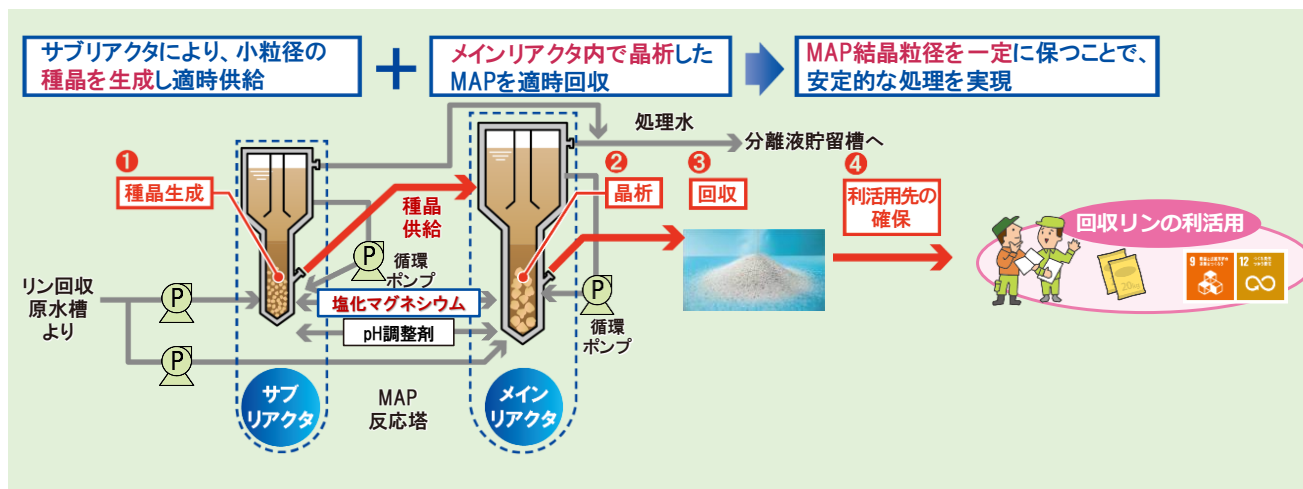 サブリアクタにより、小粒径の
種晶を生成し適時供給
+
メインリアクタ内で晶析した
MAPを適時回収
MAP結晶粒径を一定に保つことで、
安定的な処理を実現
処理水
分離液貯留槽へ
1
種晶生成
2
晶析
3
回収
4
利活用先の
確保
種晶
供給
回収リンの利活用
20kg
9
12
循環
ポンプ
P
リン回収
原水槽
より
P
塩化マグネシウム
pH調整剤
P
循環
ポンプ
P
サブ
リアクタ
MAP
反応塔
メイン
リアクタ